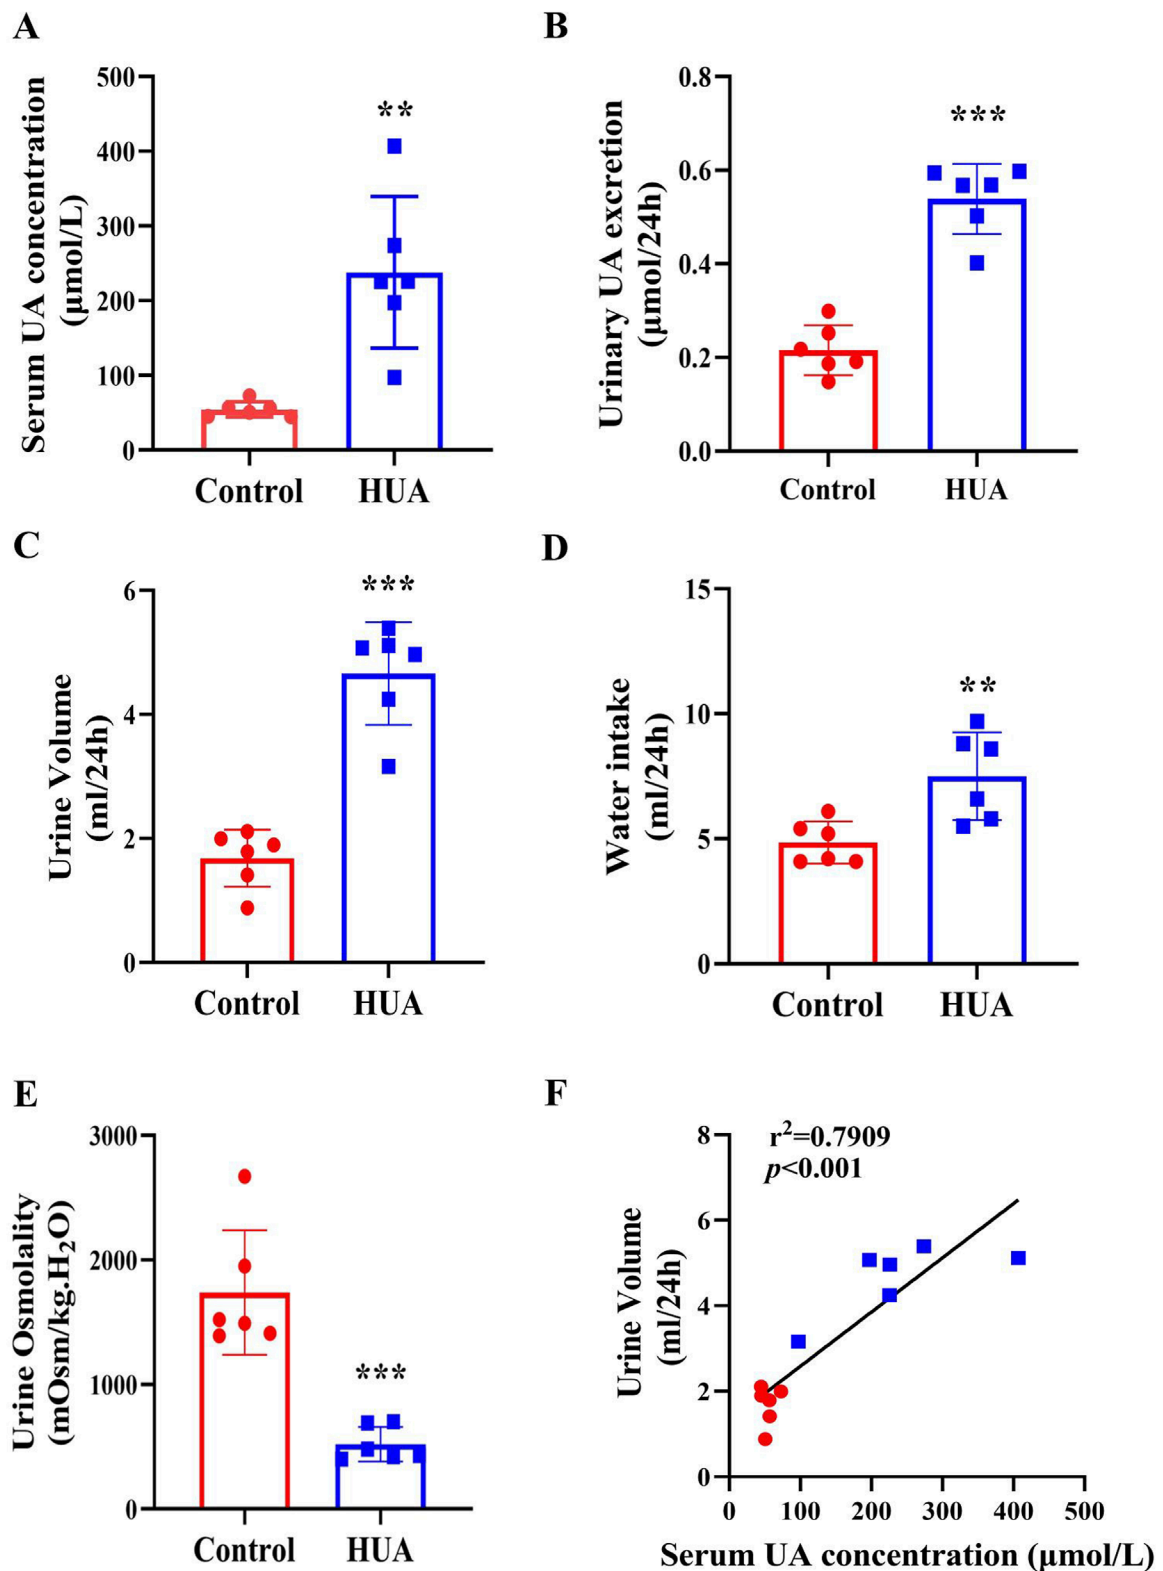 A
Serum UA concentration
(µmol/L)
500
400
300
200
100
0
**
Control
HUA
B
Urinary UA excretion
(µmol/24h)
0.8
0.6
0.4
0.2
0.0
***
Control
HUA
C
Urine Volume
(ml/24h)
6
4
2
0
***
Control
HUA
D
Water intake
(ml/24h)
15
10
5
0
**
Control
HUA
E
Urine Osmolality
(mOsm/kg.H₂O)
3000
2000
1000
0
***
Control
HUA
F
Urine Volume
(ml/24h)
8
6
4
2
0
r²=0.7909
p<0.001
0 100 200 300 400 500
Serum UA concentration (µmol/L)